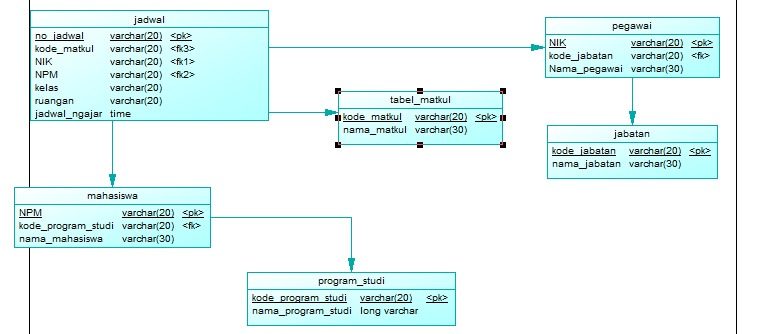 jadwal
no_jadwal varchar(20) <pk>
kode_matkul varchar(20) <fk3>
NIK varchar(20) <fk1>
NPM varchar(20) <fk2>
kelas varchar(20)
ruangan varchar(20)
jadwal_ngajar time
pegawai
NIK varchar(20) <pk>
kode_jabatan varchar(20) <fk>
Nama_pegawai varchar(30)
tabel_matkul
kode_matkul varchar(20) <pk>
nama_matkul varchar(30)
jabatan
kode_jabatan varchar(20) <pk>
nama_jabatan varchar(30)
mahasiswa
NPM varchar(20) <pk>
kode_program_studi varchar(20) <fk>
nama_mahasiswa varchar(30)
program_studi
kode_program_studi varchar(20) <pk>
nama_program_studi long varchar